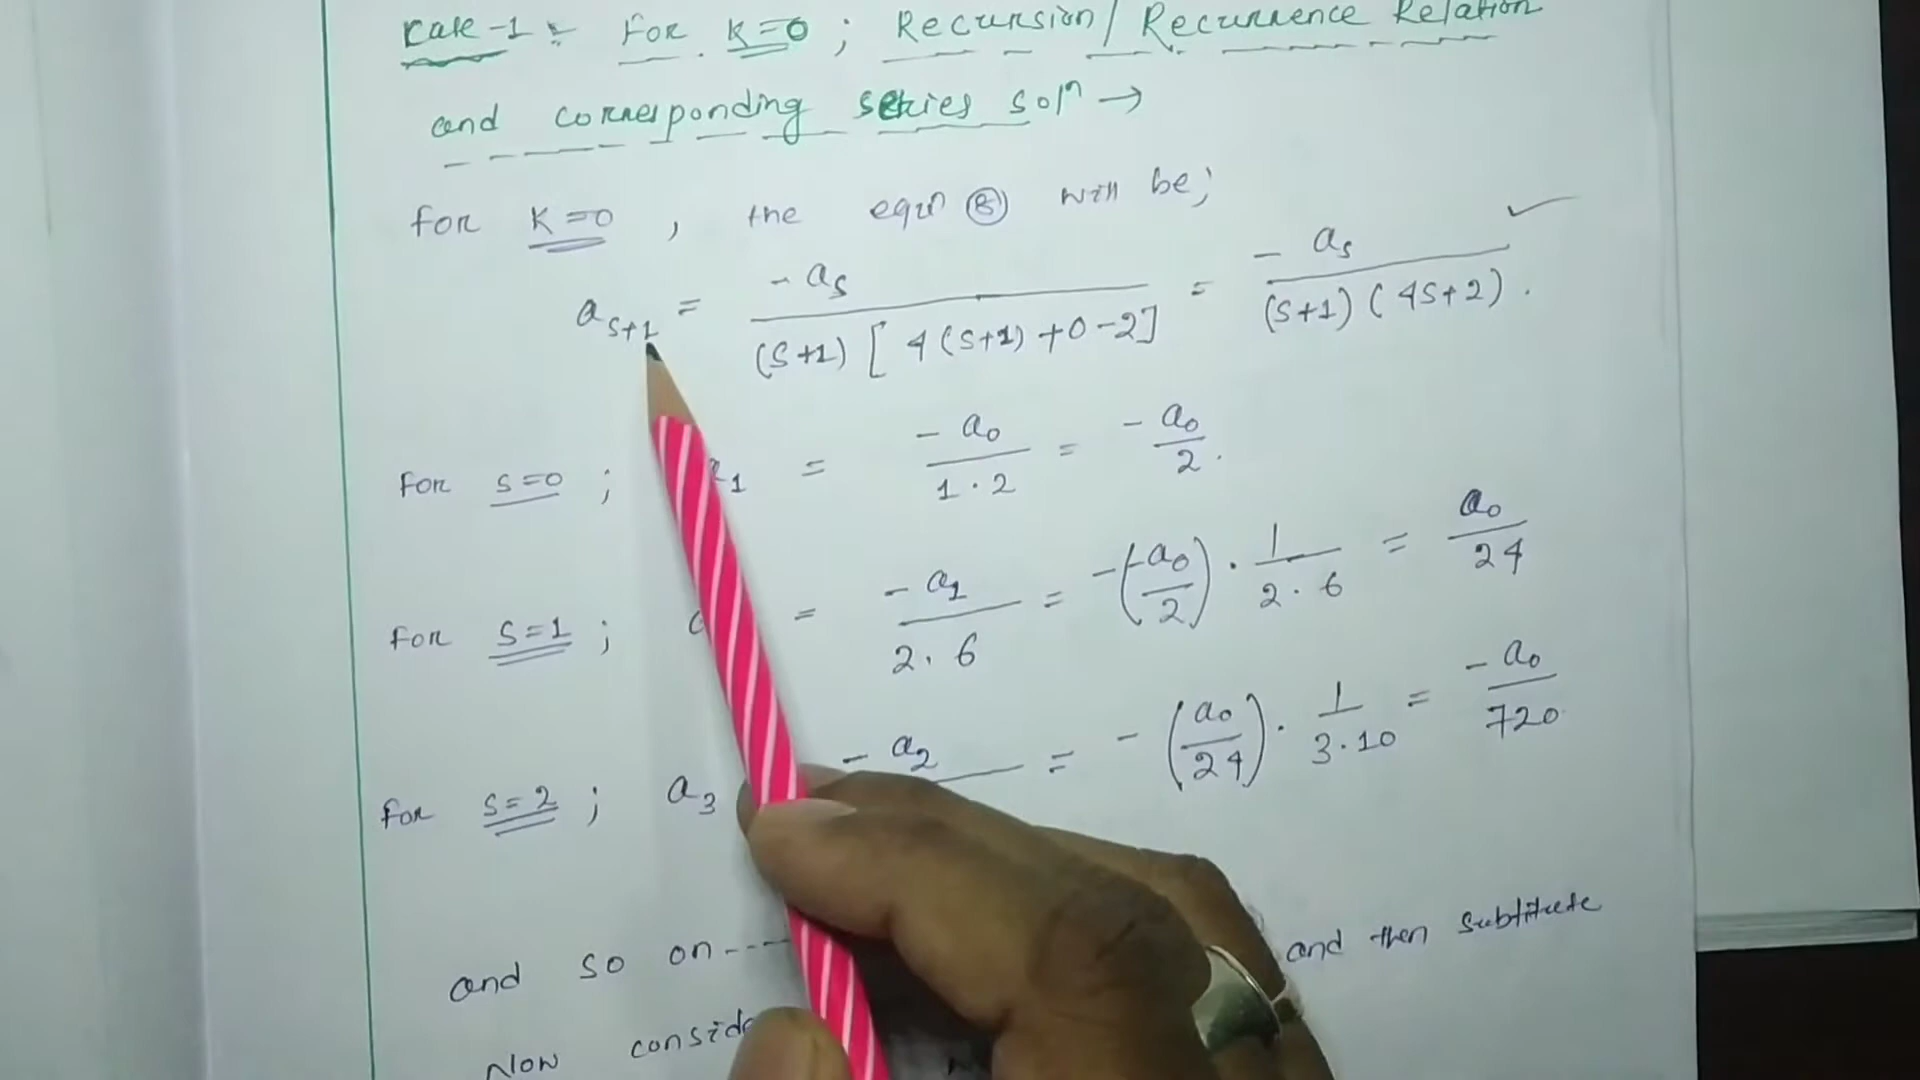 Case-1 :- For K=0 ; Recursion/Recurrence Relation
and corresponding series solⁿ →
for K=0 , the equⁿ ⑧ will be;
a_{s+1} = -a_s / (s+1) [ 4(s+1) + 0 - 2 ] = -a_s / (s+1) (4s+2) .
for s=0 ; a_1 = -a_0 / 1·2 = -a_0 / 2 .
for s=1 ; = -a_1 / 2·6 = -(-a_0 / 2) · 1 / 2·6 = a_0 / 24
for s=2 ; a_3 -a_2 = -(a_0 / 24) · 1 / 3·10 = -a_0 / 720
and so on---- and then subtitute
Now